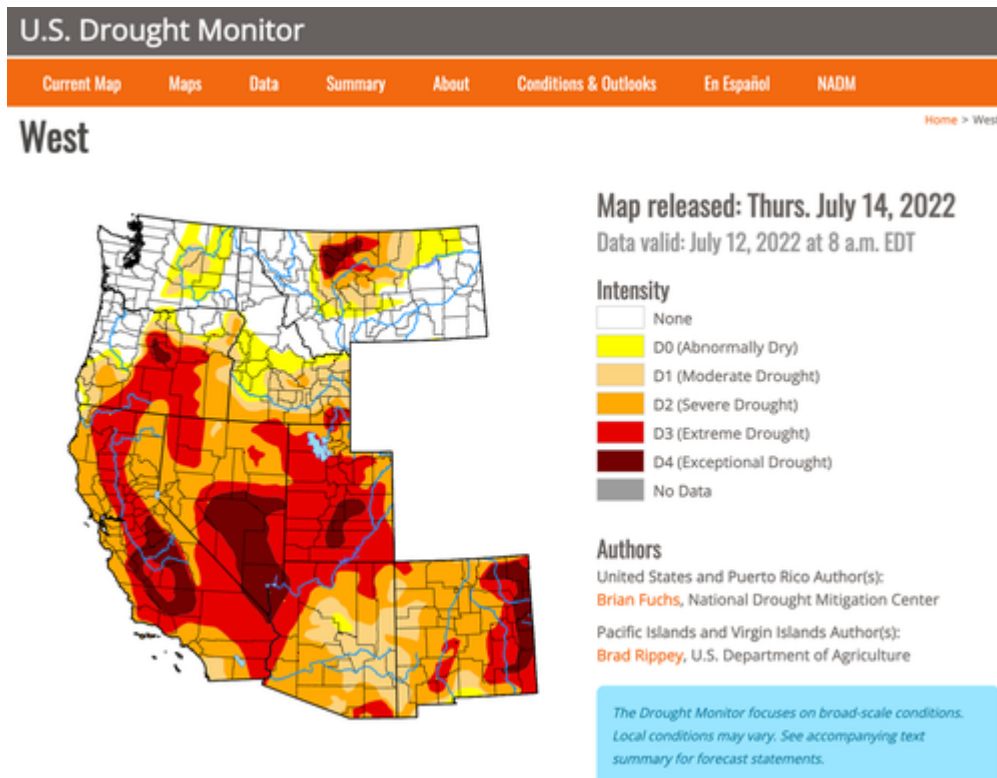 U.S. Drought Monitor
Current Map Maps Data Summary About Conditions & Outlooks En Español NADM
Home > West
West
Map released: Thurs. July 14, 2022
Data valid: July 12, 2022 at 8 a.m. EDT
Intensity
None
D0 (Abnormally Dry)
D1 (Moderate Drought)
D2 (Severe Drought)
D3 (Extreme Drought)
D4 (Exceptional Drought)
No Data
Authors
United States and Puerto Rico Author(s):
Brian Fuchs, National Drought Mitigation Center
Pacific Islands and Virgin Islands Author(s):
Brad Rippey, U.S. Department of Agriculture
The Drought Monitor focuses on broad-scale conditions.
Local conditions may vary. See accompanying text
summary for forecast statements.